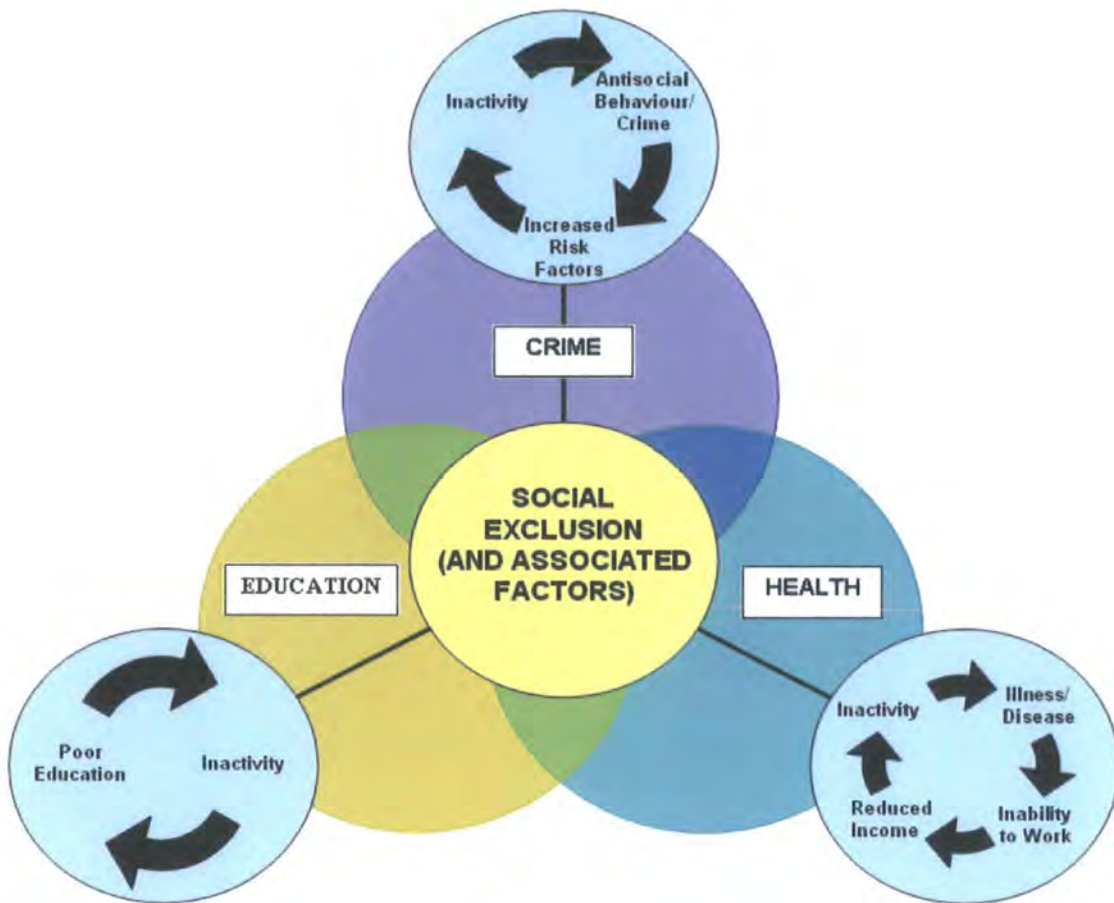 Inactivity
Antisocial
Behaviour/
Crime
Increased
Risk
Factors
CRIME
SOCIAL
EXCLUSION
(AND ASSOCIATED
FACTORS)
EDUCATION
HEALTH
Poor
Education
Inactivity
Inactivity
Illness/
Disease
Reduced
Income
Inability
to Work